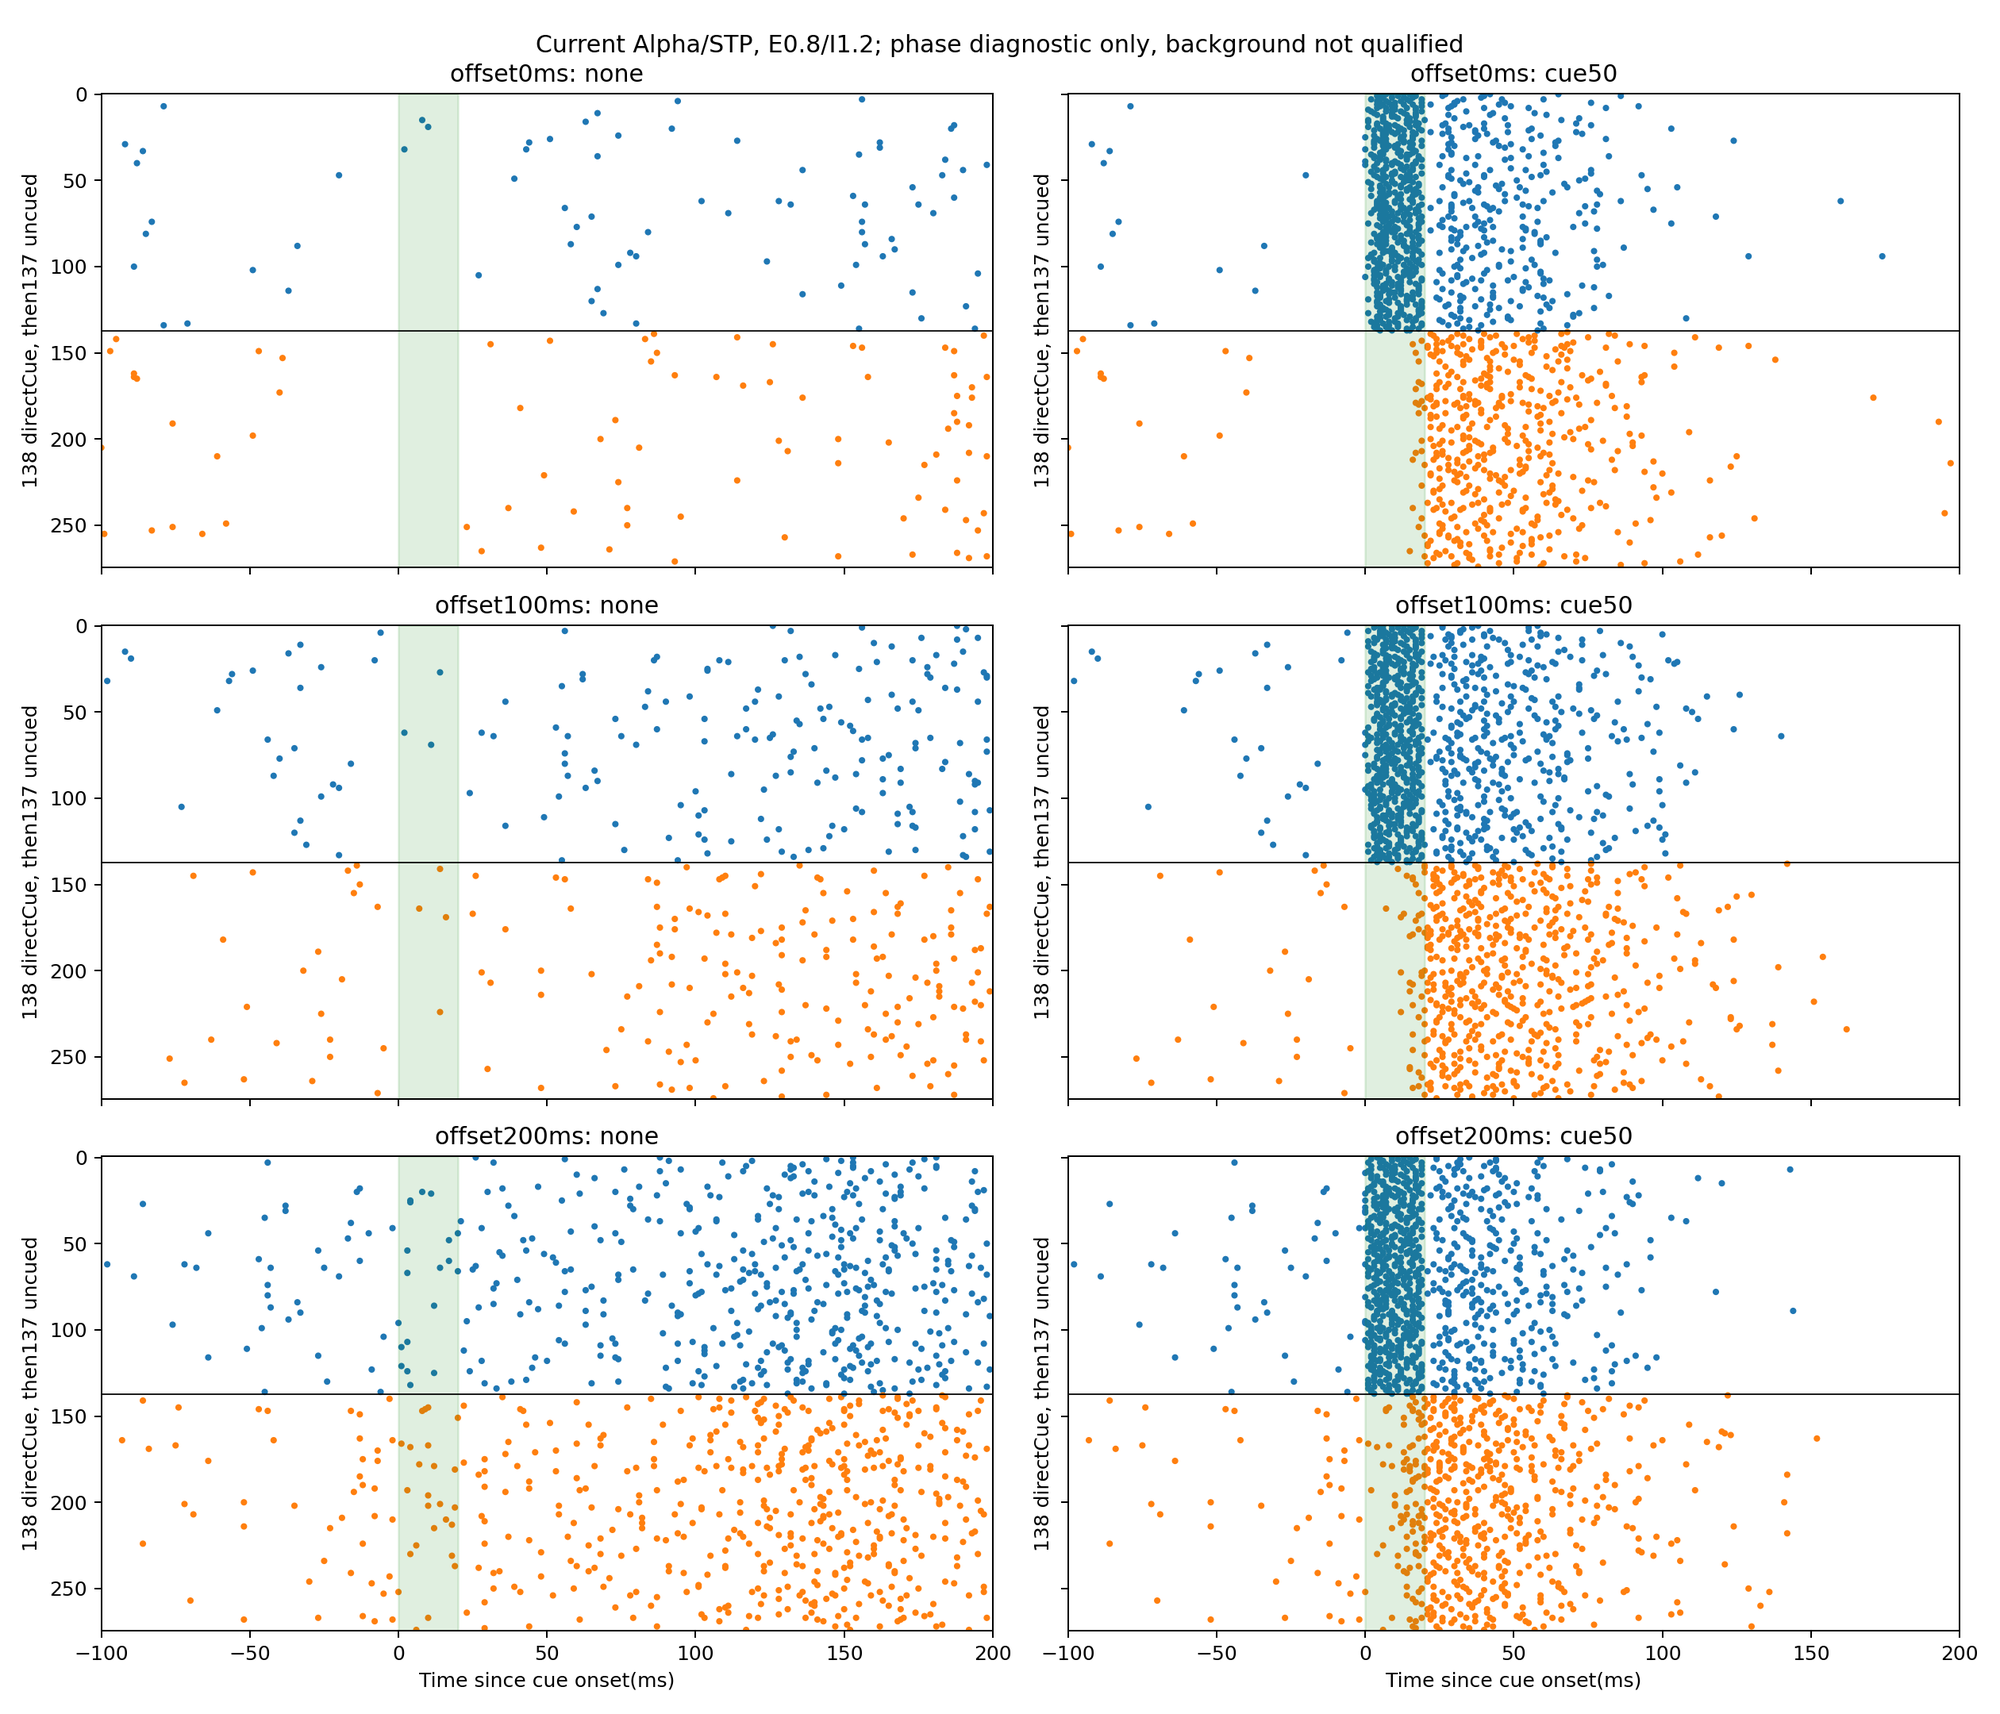 Current Alpha/STP, E0.8/I1.2; phase diagnostic only, background not qualified
offset0ms: none
offset0ms: cue50
0
50
100
150
200
250
138 directCue, then137 uncued
138 directCue, then137 uncued
offset100ms: none
offset100ms: cue50
0
50
100
150
200
250
138 directCue, then137 uncued
138 directCue, then137 uncued
offset200ms: none
offset200ms: cue50
0
50
100
150
200
250
138 directCue, then137 uncued
138 directCue, then137 uncued
−100 −50 0 50 100 150 200
−100 −50 0 50 100 150 200
Time since cue onset(ms)
Time since cue onset(ms)